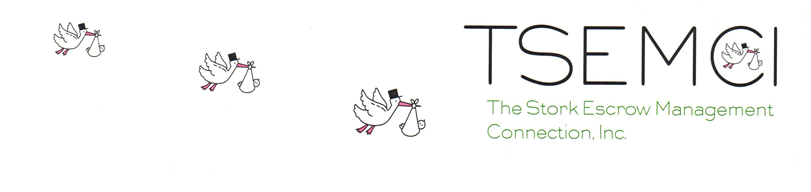 TSEMCI
The Stork Escrow Management
Connection, Inc.